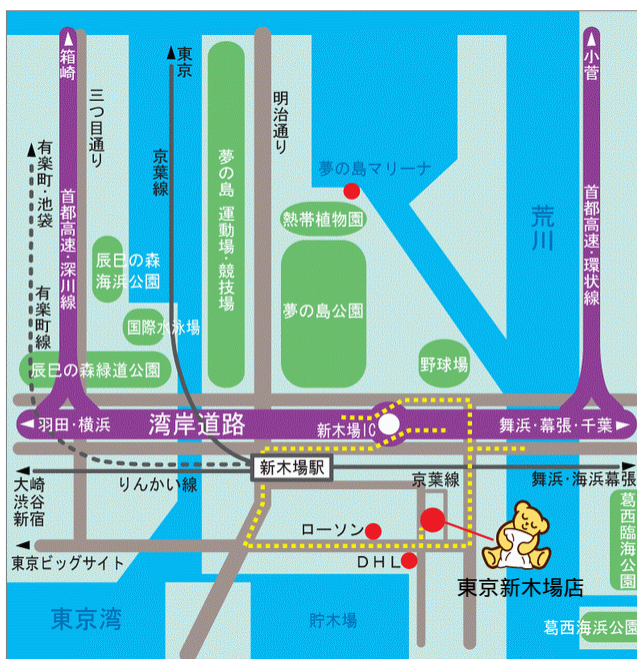 箱崎
東京
小菅
三つ目通り
明治通り
有楽町・池袋
京葉線
夢の島 運動場・競技場
夢の島マリーナ
首都高速・深川線
首都高速・環状線
熱帯植物園
荒川
辰巳の森
海浜公園
有楽町線
国際水泳場
夢の島公園
辰巳の森緑道公園
野球場
羽田・横浜
湾岸道路
新木場IC
舞浜・幕張・千葉
新木場駅
大崎
渋谷
新宿
りんかい線
京葉線
舞浜・海浜幕張
葛西臨海公園
ローソン
東京ビッグサイト
DHL
東京新木場店
東京湾
貯木場
葛西海浜公園